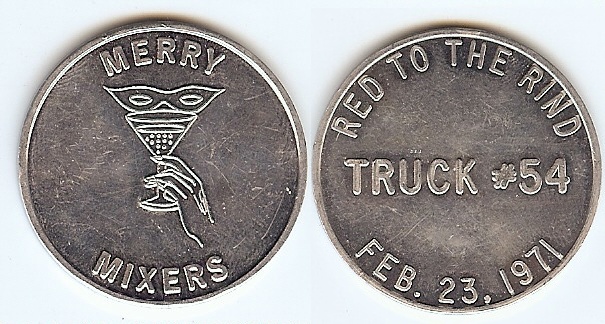 MERRY
MIXERS
RED TO THE RIND
TRUCK #54
FEB. 23, 1971